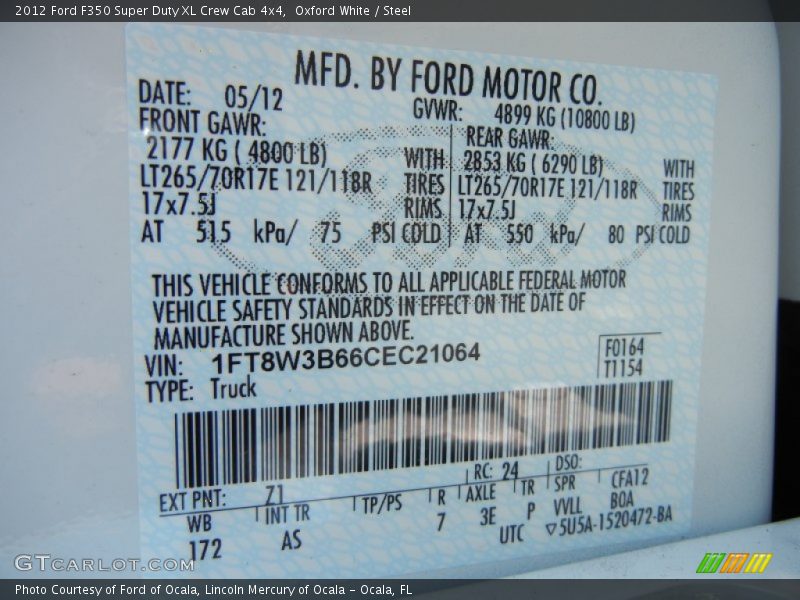 2012 Ford F350 Super Duty XL Crew Cab 4x4,  Oxford White / Steel
MFD. BY FORD MOTOR CO.
DATE: 05/12 GVWR: 4899 KG (10800 LB)
FRONT GAWR: REAR GAWR:
2177 KG ( 4800 LB) WITH 2853 KG ( 6290 LB) WITH
LT265/70R17E 121/118R TIRES LT265/70R17E 121/118R TIRES
17x7.5J RIMS 17x7.5J RIMS
AT 515 kPa/ 75 PSI COLD AT 550 kPa/ 80 PSI COLD
THIS VEHICLE CONFORMS TO ALL APPLICABLE FEDERAL MOTOR
VEHICLE SAFETY STANDARDS IN EFFECT ON THE DATE OF
MANUFACTURE SHOWN ABOVE.
VIN: 1FT8W3B66CEC21064 F0164
TYPE: Truck T1154
RC: 24 DSO:
EXT PNT: Z1
WB INT TR TP/PS R AXLE TR SPR CFA12
172 AS 7 3E P VVLL BOA
UTC ▽5U5A-1520472-BA
GTCARLOT.COM
Photo Courtesy of Ford of Ocala, Lincoln Mercury of Ocala – Ocala, FL